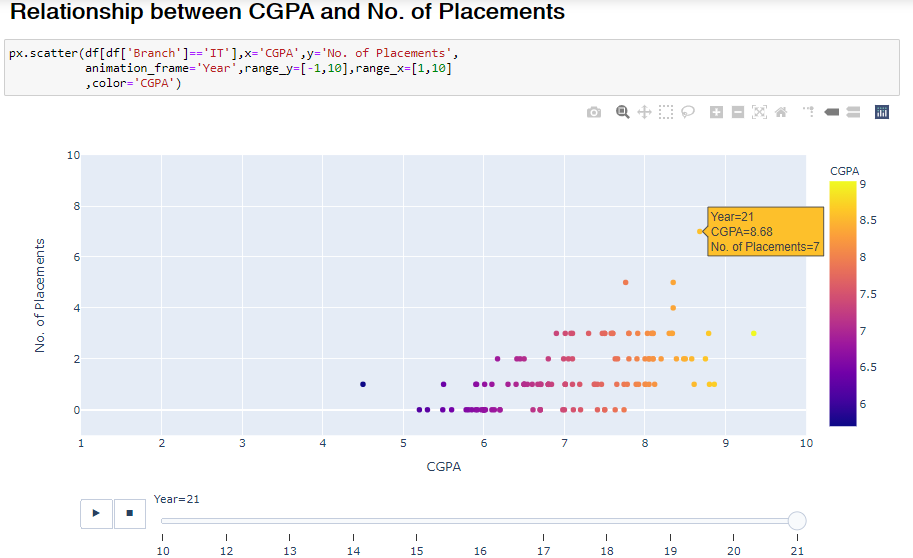 Relationship between CGPA and No. of Placements
px.scatter(df[df['Branch']=='IT'],x='CGPA',y='No. of Placements',
animation_frame='Year',range_y=[-1,10],range_x=[1,10]
,color='CGPA')
CGPA
10
8
6
4
2
0
No. of Placements
Year=21
CGPA=8.68
No. of Placements=7
9
8.5
8
7.5
7
6.5
6
1 2 3 4 5 6 7 8 9 10
CGPA
Year=21
10 11 12 13 14 15 16 17 18 19 20 21